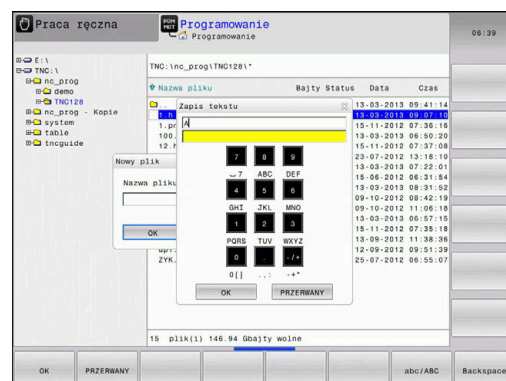 Praca ręczna
PGM MGT Programowanie
Programowanie
06:39
E:\
TNC:\
nc_prog
demo
TNC128
nc_prog - Kopie
system
table
tncguide
TNC:\nc_prog\TNC128\*
Nazwa pliku Bajty Status Data Czas
.. 13-03-2013 09:41:14
1.h 13-03-2013 09:07:10
1.pr 15-11-2012 07:36:16
100. 13-03-2013 06:50:20
12.h 15-11-2012 07:37:08
23-07-2012 13:18:10
13-03-2013 07:22:01
15-06-2012 06:31:54
13-03-2013 08:31:52
09-10-2012 08:42:19
09-10-2012 11:06:18
13-03-2013 06:57:15
15-11-2012 07:35:18
13-09-2012 11:38:36
12-09-2012 09:51:39
ZYK. 25-07-2012 06:55:07
Nowy plik
Nazwa pliku
OK
Zapis tekstu
A
7 8 9
7 ABC DEF
4 5 6
GHI JKL MNO
1 2 3
PQRS TUV WXYZ
0 . -/+
0[] .,: -+*
OK PRZERWANY
15 plik(i) 146.94 Gbajty wolne
OK PRZERWANY abc/ABC Backspace